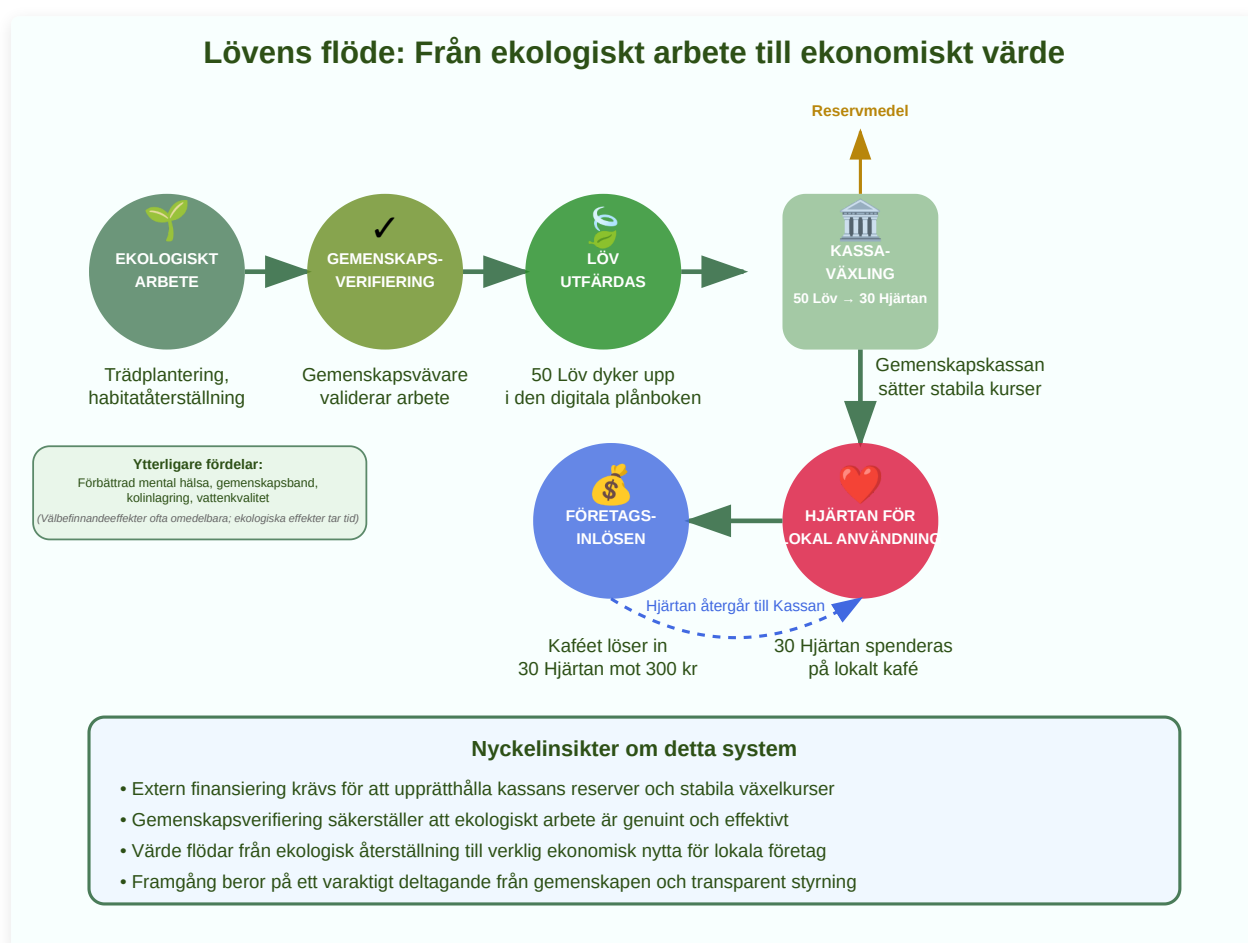 Lövens flöde: Från ekologiskt arbete till ekonomiskt värde
Reservmedel
EKOLOGISKT
ARBETE
GEMENSKAPS-
VERIFIERING
LÖV
UTFÄRDAS
KASSA-
VÄXLING
50 Löv → 30 Hjärtan
Trädplantering,
habitatåterställning
Gemenskapsvävare
validerar arbete
50 Löv dyker upp
i den digitala plånboken
Gemenskapskassan
sätter stabila kurser
Ytterligare fördelar:
Förbättrad mental hälsa, gemenskapsband,
kolinlagring, vattenkvalitet
(Välbefinnandeeffekter ofta omedelbara; ekologiska effekter tar tid)
FÖRETAGS-
INLÖSEN
HJÄRTAN FÖR
LOKAL ANVÄNDNING
Hjärtan återgår till Kassan
Kaféet löser in
30 Hjärtan mot 300 kr
30 Hjärtan spenderas
på lokalt kafé
Nyckelinsikter om detta system
• Extern finansiering krävs för att upprätthålla kassans reserver och stabila växelkurser
• Gemenskapsverifiering säkerställer att ekologiskt arbete är genuint och effektivt
• Värde flödar från ekologisk återställning till verklig ekonomisk nytta för lokala företag
• Framgång beror på ett varaktigt deltagande från gemenskapen och transparent styrning